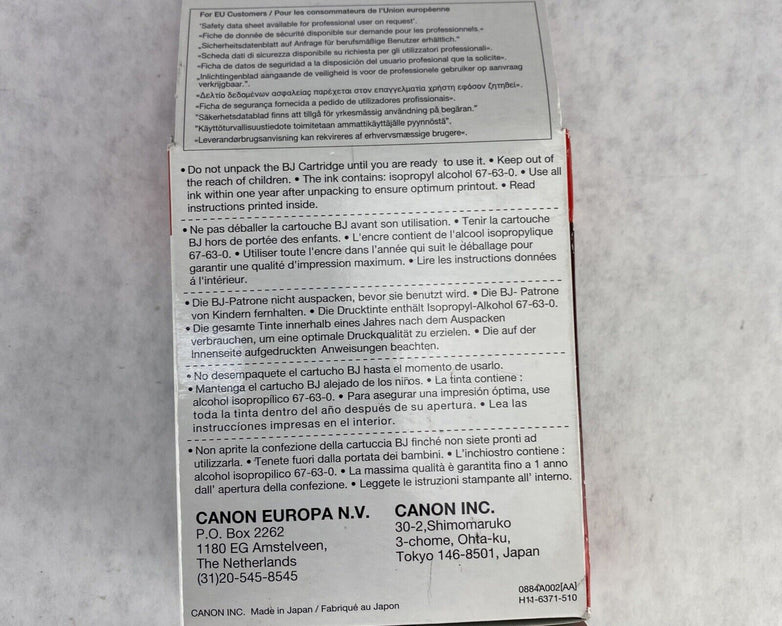 For EU Customers / Pour les consommateurs de l'Union européenne
"Safety data sheet available for professional user on request".
«Fiche de donnée de sécurité disponible sur demande pour les professionnels.»
„Sicherheitsdatenblatt auf Anfrage für berufsmäßige Benutzer erhältlich."
«Scheda dati di sicurezza disponibile su richiesta per gli utilizzatori professionali».
«Ficha de datos de seguridad a la disposición del usuario profesional que la solicite».
„Inlichtingenblad aangaande de veiligheid is voor de professionele gebruiker op aanvraag
verkrijgbaar.".
«Δελτίο δεδομένων ασφαλείας παρέχεται στον επαγγελματία χρήστη εφόσον ζητηθεί».
«Ficha de segurança fornecida a pedido de utilizadores profissionais».
"Säkerhetsdatablad finns att tillgå för yrkesmässig användning på begäran."
"Käyttöturvallisuustiedote toimitetaan ammattikäyttäjälle pyynnöstä".
«Leverandørbrugsanvisning kan rekvireres af erhvervsmæssige brugere».
• Do not unpack the BJ Cartridge until you are ready to use it. • Keep out of
the reach of children. • The ink contains: isopropyl alcohol 67-63-0. • Use all
ink within one year after unpacking to ensure optimum printout. • Read
instructions printed inside.
• Ne pas déballer la cartouche BJ avant son utilisation. • Tenir la cartouche
BJ hors de portée des enfants. • L'encre contient de l'alcool isopropylique
67-63-0. • Utiliser toute l'encre dans l'année qui suit le déballage pour
garantir une qualité d'impression maximum. • Lire les instructions données
á l'intérieur.
• Die BJ-Patrone nicht auspacken, bevor sie benutzt wird. • Die BJ- Patrone
von Kindern fernhalten. • Die Drucktinte enthält Isopropyl-Alkohol 67-63-0.
• Die gesamte Tinte innerhalb eines Jahres nach dem Auspacken
verbrauchen, um eine optimale Druckqualität zu erzielen. • Die auf der
Innenseite aufgedruckten Anweisungen beachten.
• No desempaquete el cartucho BJ hasta el momento de usarlo.
• Mantenga el cartucho BJ alejado de los niños. • La tinta contiene :
alcohol isopropílico 67-63-0. • Para asegurar una impresión óptima, use
toda la tinta dentro del año después de su apertura. • Lea las
instrucciones impresas en el interior.
• Non aprite la confezione della cartuccia BJ finché non siete pronti ad
utilizzarla. • Tenete fuori dalla portata dei bambini. • L'inchiostro contiene :
alcohol isopropilico 67-63-0. • La massima qualità è garantita fino a 1 anno
dall' apertura della confezione. • Leggete le istruzioni stampante all' interno.
CANON EUROPA N.V.
P.O. Box 2262
1180 EG Amstelveen,
The Netherlands
(31)20-545-8545
CANON INC.
30-2,Shimomaruko
3-chome, Ohta-ku,
Tokyo 146-8501, Japan
0884A002[AA]
H11-6371-510
CANON INC. Made in Japan / Fabriqué au Japon